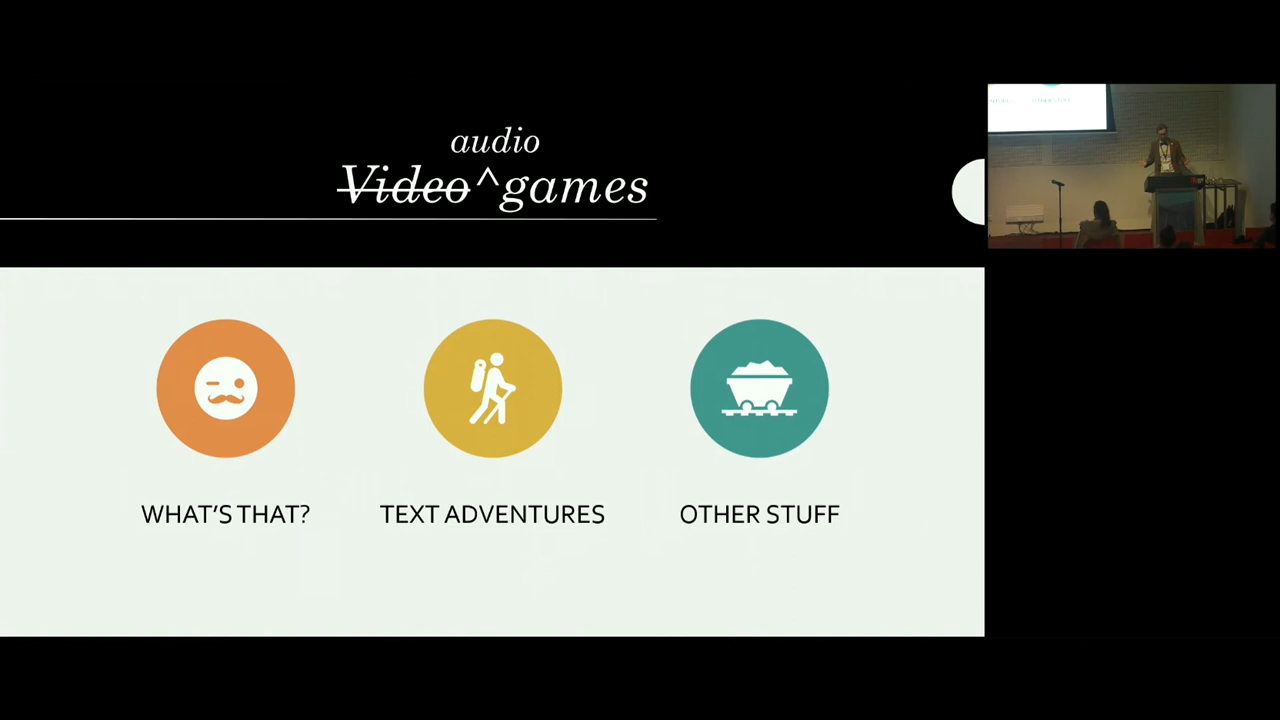 audio
Video^games
WHAT'S THAT?
TEXT ADVENTURES
OTHER STUFF